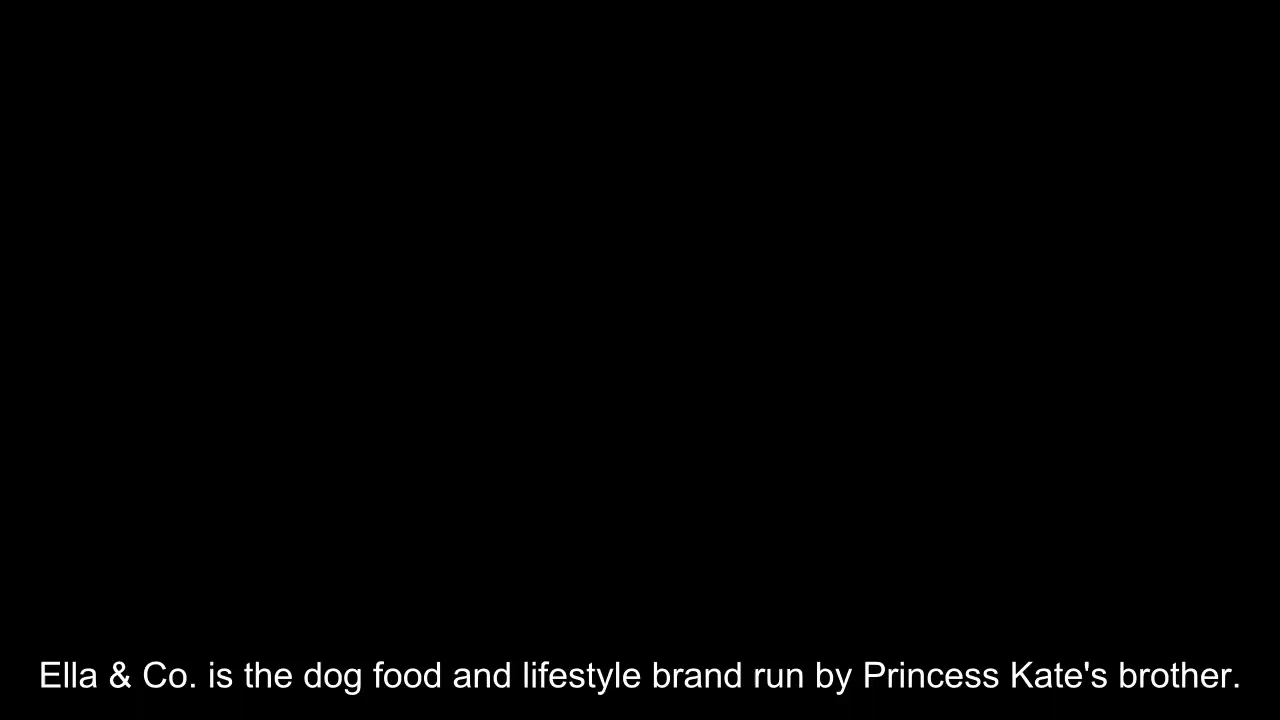 Ella & Co. is the dog food and lifestyle brand run by Princess Kate's brother.